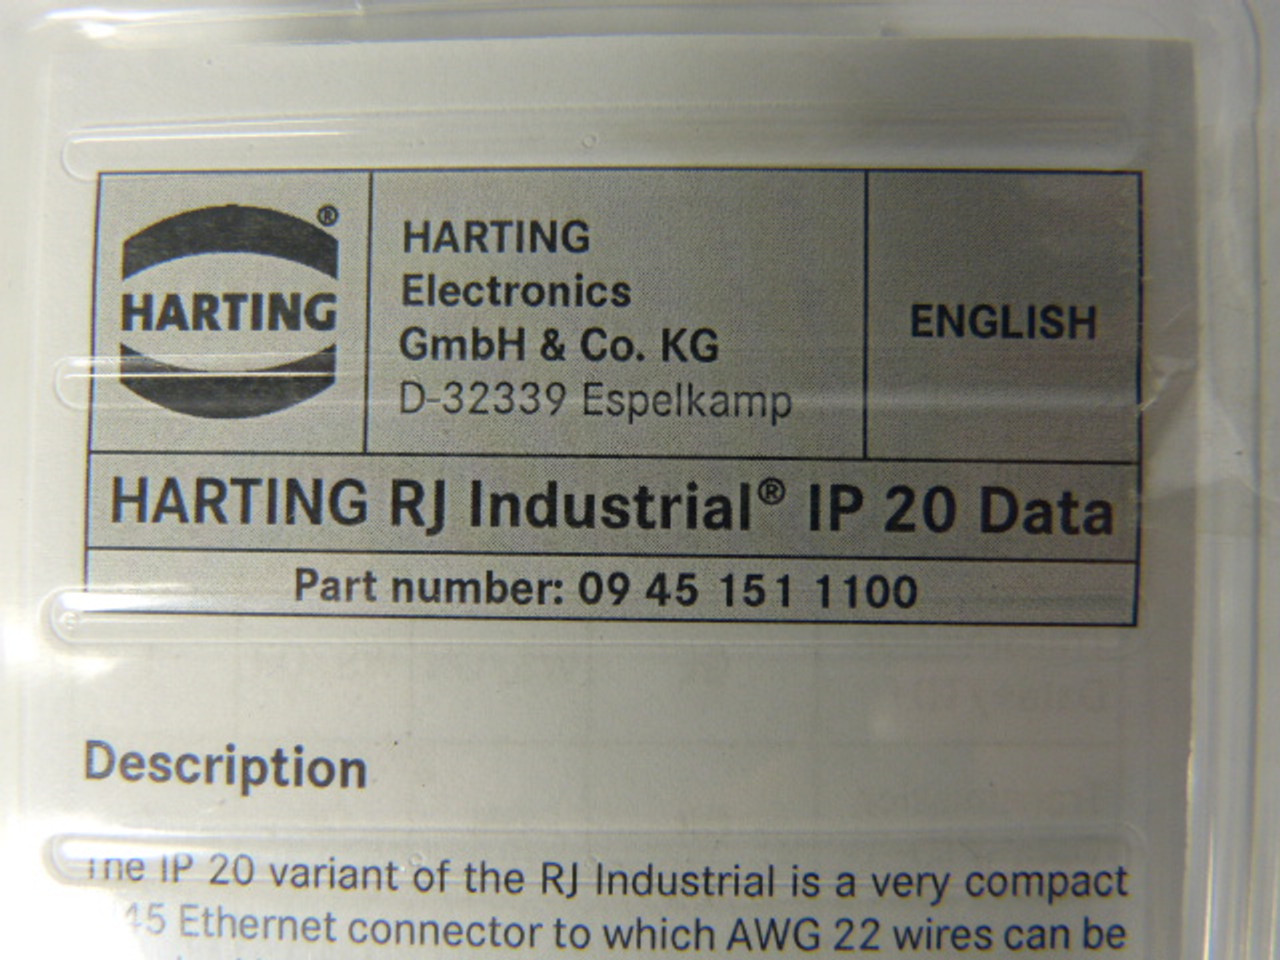 HARTING®
HARTING
Electronics
GmbH & Co. KG
D-32339 Espelkamp
ENGLISH
HARTING RJ Industrial® IP 20 Data
Part number: 09 45 151 1100
Description
The IP 20 variant of the RJ Industrial is a very compact
45 Ethernet connector to which AWG 22 wires can be